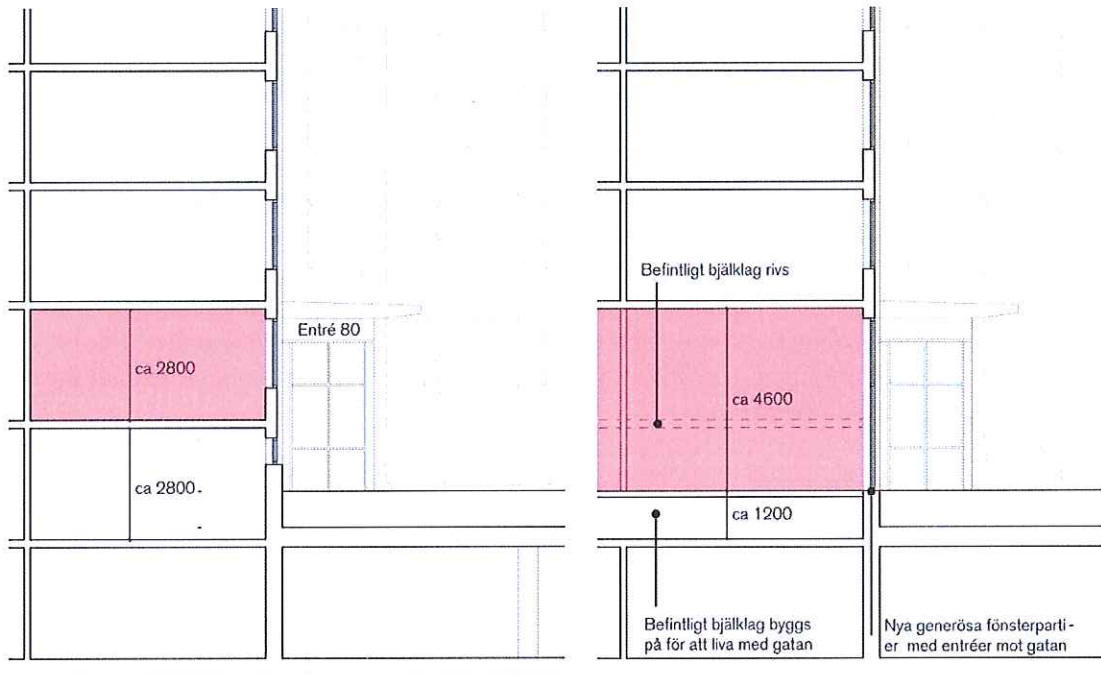 Entré 80
ca 2800
ca 2800
Befintligt bjälklag rivs
ca 4600
ca 1200
Befintligt bjälklag byggs
på för att liva med gatan
Nya generösa fönsterparti-
er med entréer mot gatan